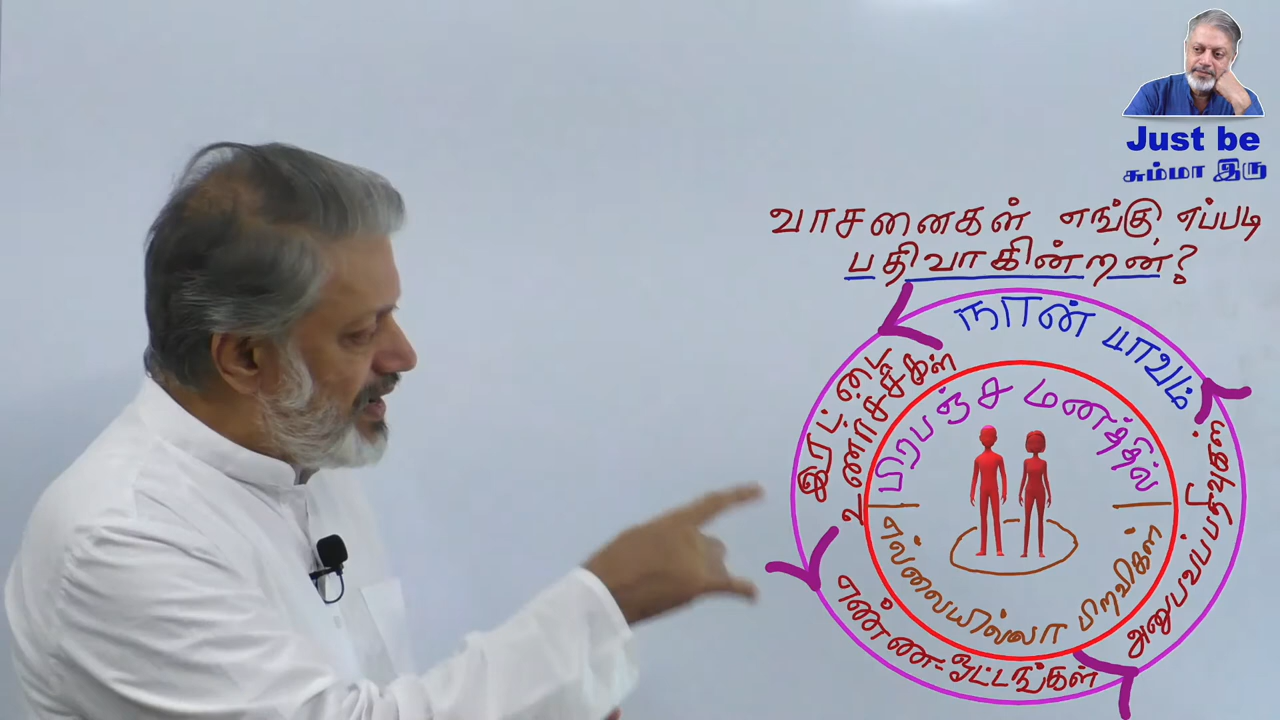 Just be
சும்மா இரு
வாசனைகள் எங்கு, எப்படி
பதிவாகின்றன?
நான் யாவும்
இரட்டை
உணர்ச்சிகள்
எண்ண-ஓட்டங்கள்
அனுபவப்பதிவுகள்
பிரபஞ்ச மனத்தில்
எல்லையில்லா பிறவிகள்